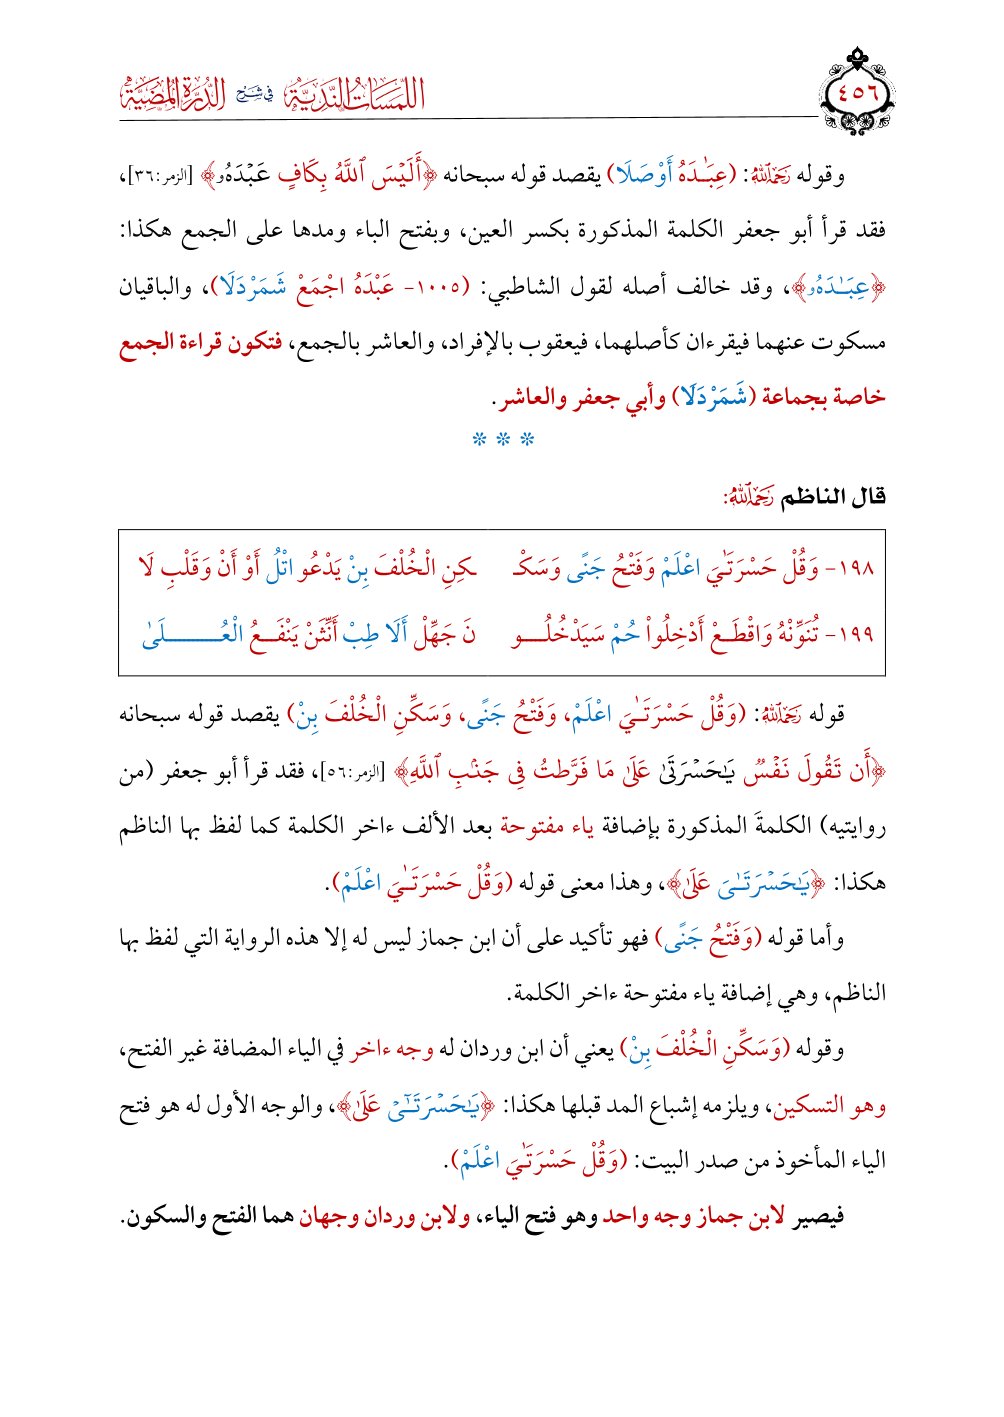 ٤٥٦
اللمسات الندية في شرح الدرة المضية
وقوله رَحِمَهُ ٱللَّهُ: (عِبَـٰدَهُ أَوْصَلَا) يقصد قوله سبحانه ﴿أَلَيۡسَ ٱللَّهُ بِكَافٍ عَبۡدَهُۥ﴾ [الزمر:٣٦]،
فقد قرأ أبو جعفر الكلمة المذكورة بكسر العين، وبفتح الباء ومدها على الجمع هكذا:
﴿عِبَـٰدَهُۥ﴾، وقد خالف أصله لقول الشاطبي: (١٠٠٥- عَبْدَهُ اجْمَعْ شَمَرْدَلَا)، والباقيان
مسكوت عنهما فيقرءان كأصلهما، فيعقوب بالإفراد، والعاشر بالجمع، فتكون قراءة الجمع
خاصة بجماعة (شَمَرْدَلَا) وأبي جعفر والعاشر.
* * *
قال الناظم رَحِمَهُ ٱللَّهُ:
١٩٨- وَقُلْ حَسْرَتَـٰيَ اعْلَمْ وَفَتْحُ جَنًى وَسَكْـ ـكِنِ الْخُلْفَ بِنْ يَدْعُو اتْلُ أَوْ أَنْ وَقَلْبِ لَا
١٩٩- تُنَوِّنْهُ وَاقْطَـعْ أَدْخِلُواْ حُمْ سَيَدْخُلُـــو نَ جَهِّلْ أَلَا طِبْ أَنِّثَنْ يَنْفَـــعُ الْعُــــــــلَىٰ
قوله رَحِمَهُ ٱللَّهُ: (وَقُلْ حَسْرَتَـٰيَ اعْلَمْ، وَفَتْحُ جَنًى، وَسَكِّنِ الْخُلْفَ بِنْ) يقصد قوله سبحانه
﴿أَن تَقُولَ نَفۡسٞ يَـٰحَسۡرَتَىٰ عَلَىٰ مَا فَرَّطتُ فِى جَنۢبِ ٱللَّهِ﴾ [الزمر:٥٦]، فقد قرأ أبو جعفر (من
روايتيه) الكلمةَ المذكورة بإضافة ياء مفتوحة بعد الألف ءاخر الكلمة كما لفظ بها الناظم
هكذا: ﴿يَـٰحَسۡرَتَـٰىَ عَلَىٰ﴾، وهذا معنى قوله (وَقُلْ حَسْرَتَـٰيَ اعْلَمْ).
وأما قوله (وَفَتْحُ جَنًى) فهو تأكيد على أن ابن جماز ليس له إلا هذه الرواية التي لفظ بها
الناظم، وهي إضافة ياء مفتوحة ءاخر الكلمة.
وقوله (وَسَكِّنِ الْخُلْفَ بِنْ) يعني أن ابن وردان له وجه ءاخر في الياء المضافة غير الفتح،
وهو التسكين، ويلزمه إشباع المد قبلها هكذا: ﴿يَـٰحَسۡرَتَـٰٓىۡ عَلَىٰ﴾، والوجه الأول له هو فتح
الياء المأخوذ من صدر البيت: (وَقُلْ حَسْرَتَـٰيَ اعْلَمْ).
فيصير لابن جماز وجه واحد وهو فتح الياء، ولابن وردان وجهان هما الفتح والسكون.